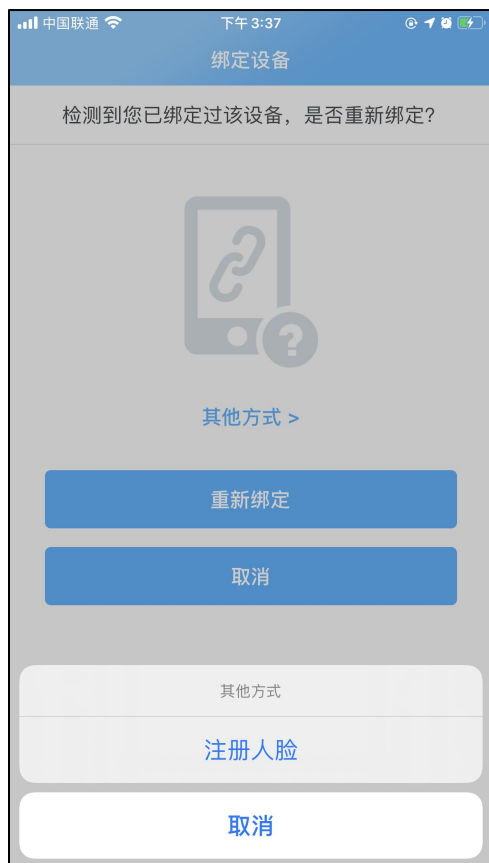 中国联通
下午3:37
绑定设备
检测到您已绑定过该设备，是否重新绑定？
?
其他方式 >
重新绑定
取消
其他方式
注册人脸
取消